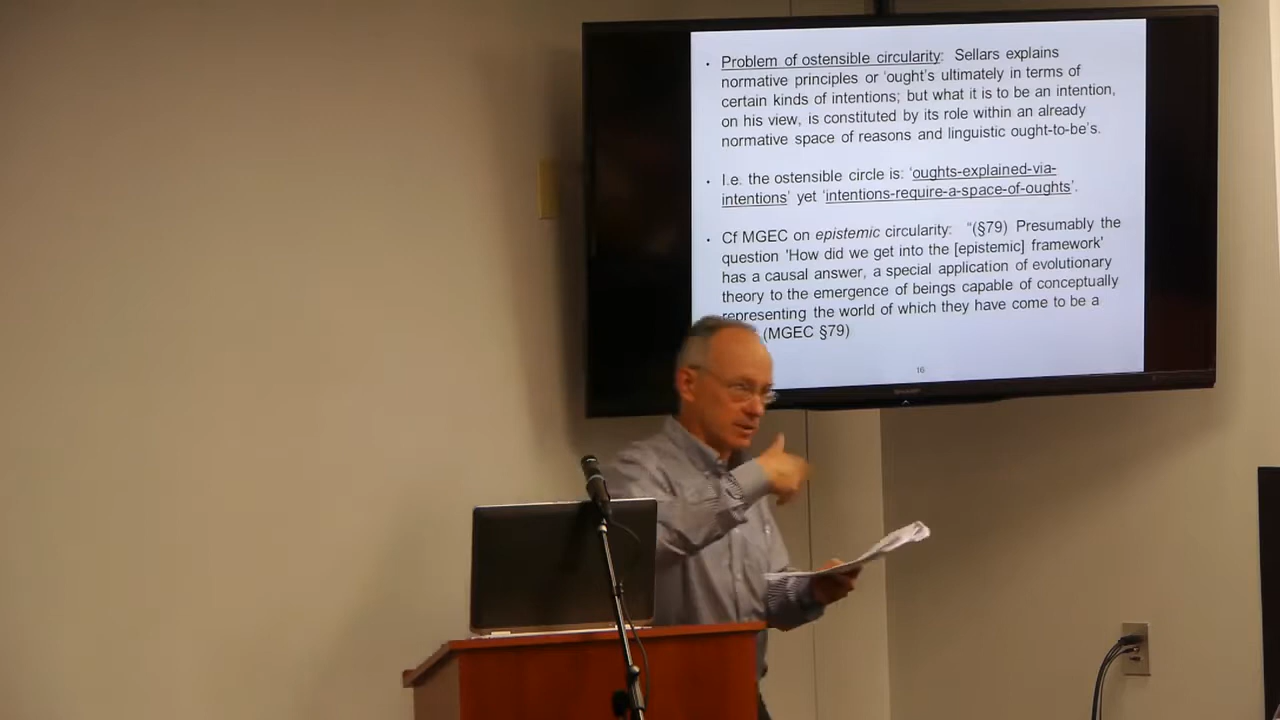 • Problem of ostensible circularity: Sellars explains
normative principles or 'ought's ultimately in terms of
certain kinds of intentions; but what it is to be an intention,
on his view, is constituted by its role within an already
normative space of reasons and linguistic ought-to-be's.
• I.e. the ostensible circle is: 'oughts-explained-via-
intentions' yet 'intentions-require-a-space-of-oughts'.
• Cf MGEC on epistemic circularity: "(§79) Presumably the
question 'How did we get into the [epistemic] framework'
has a causal answer, a special application of evolutionary
theory to the emergence of beings capable of conceptually
representing the world of which they have come to be a
(MGEC §79)
16
SHARP